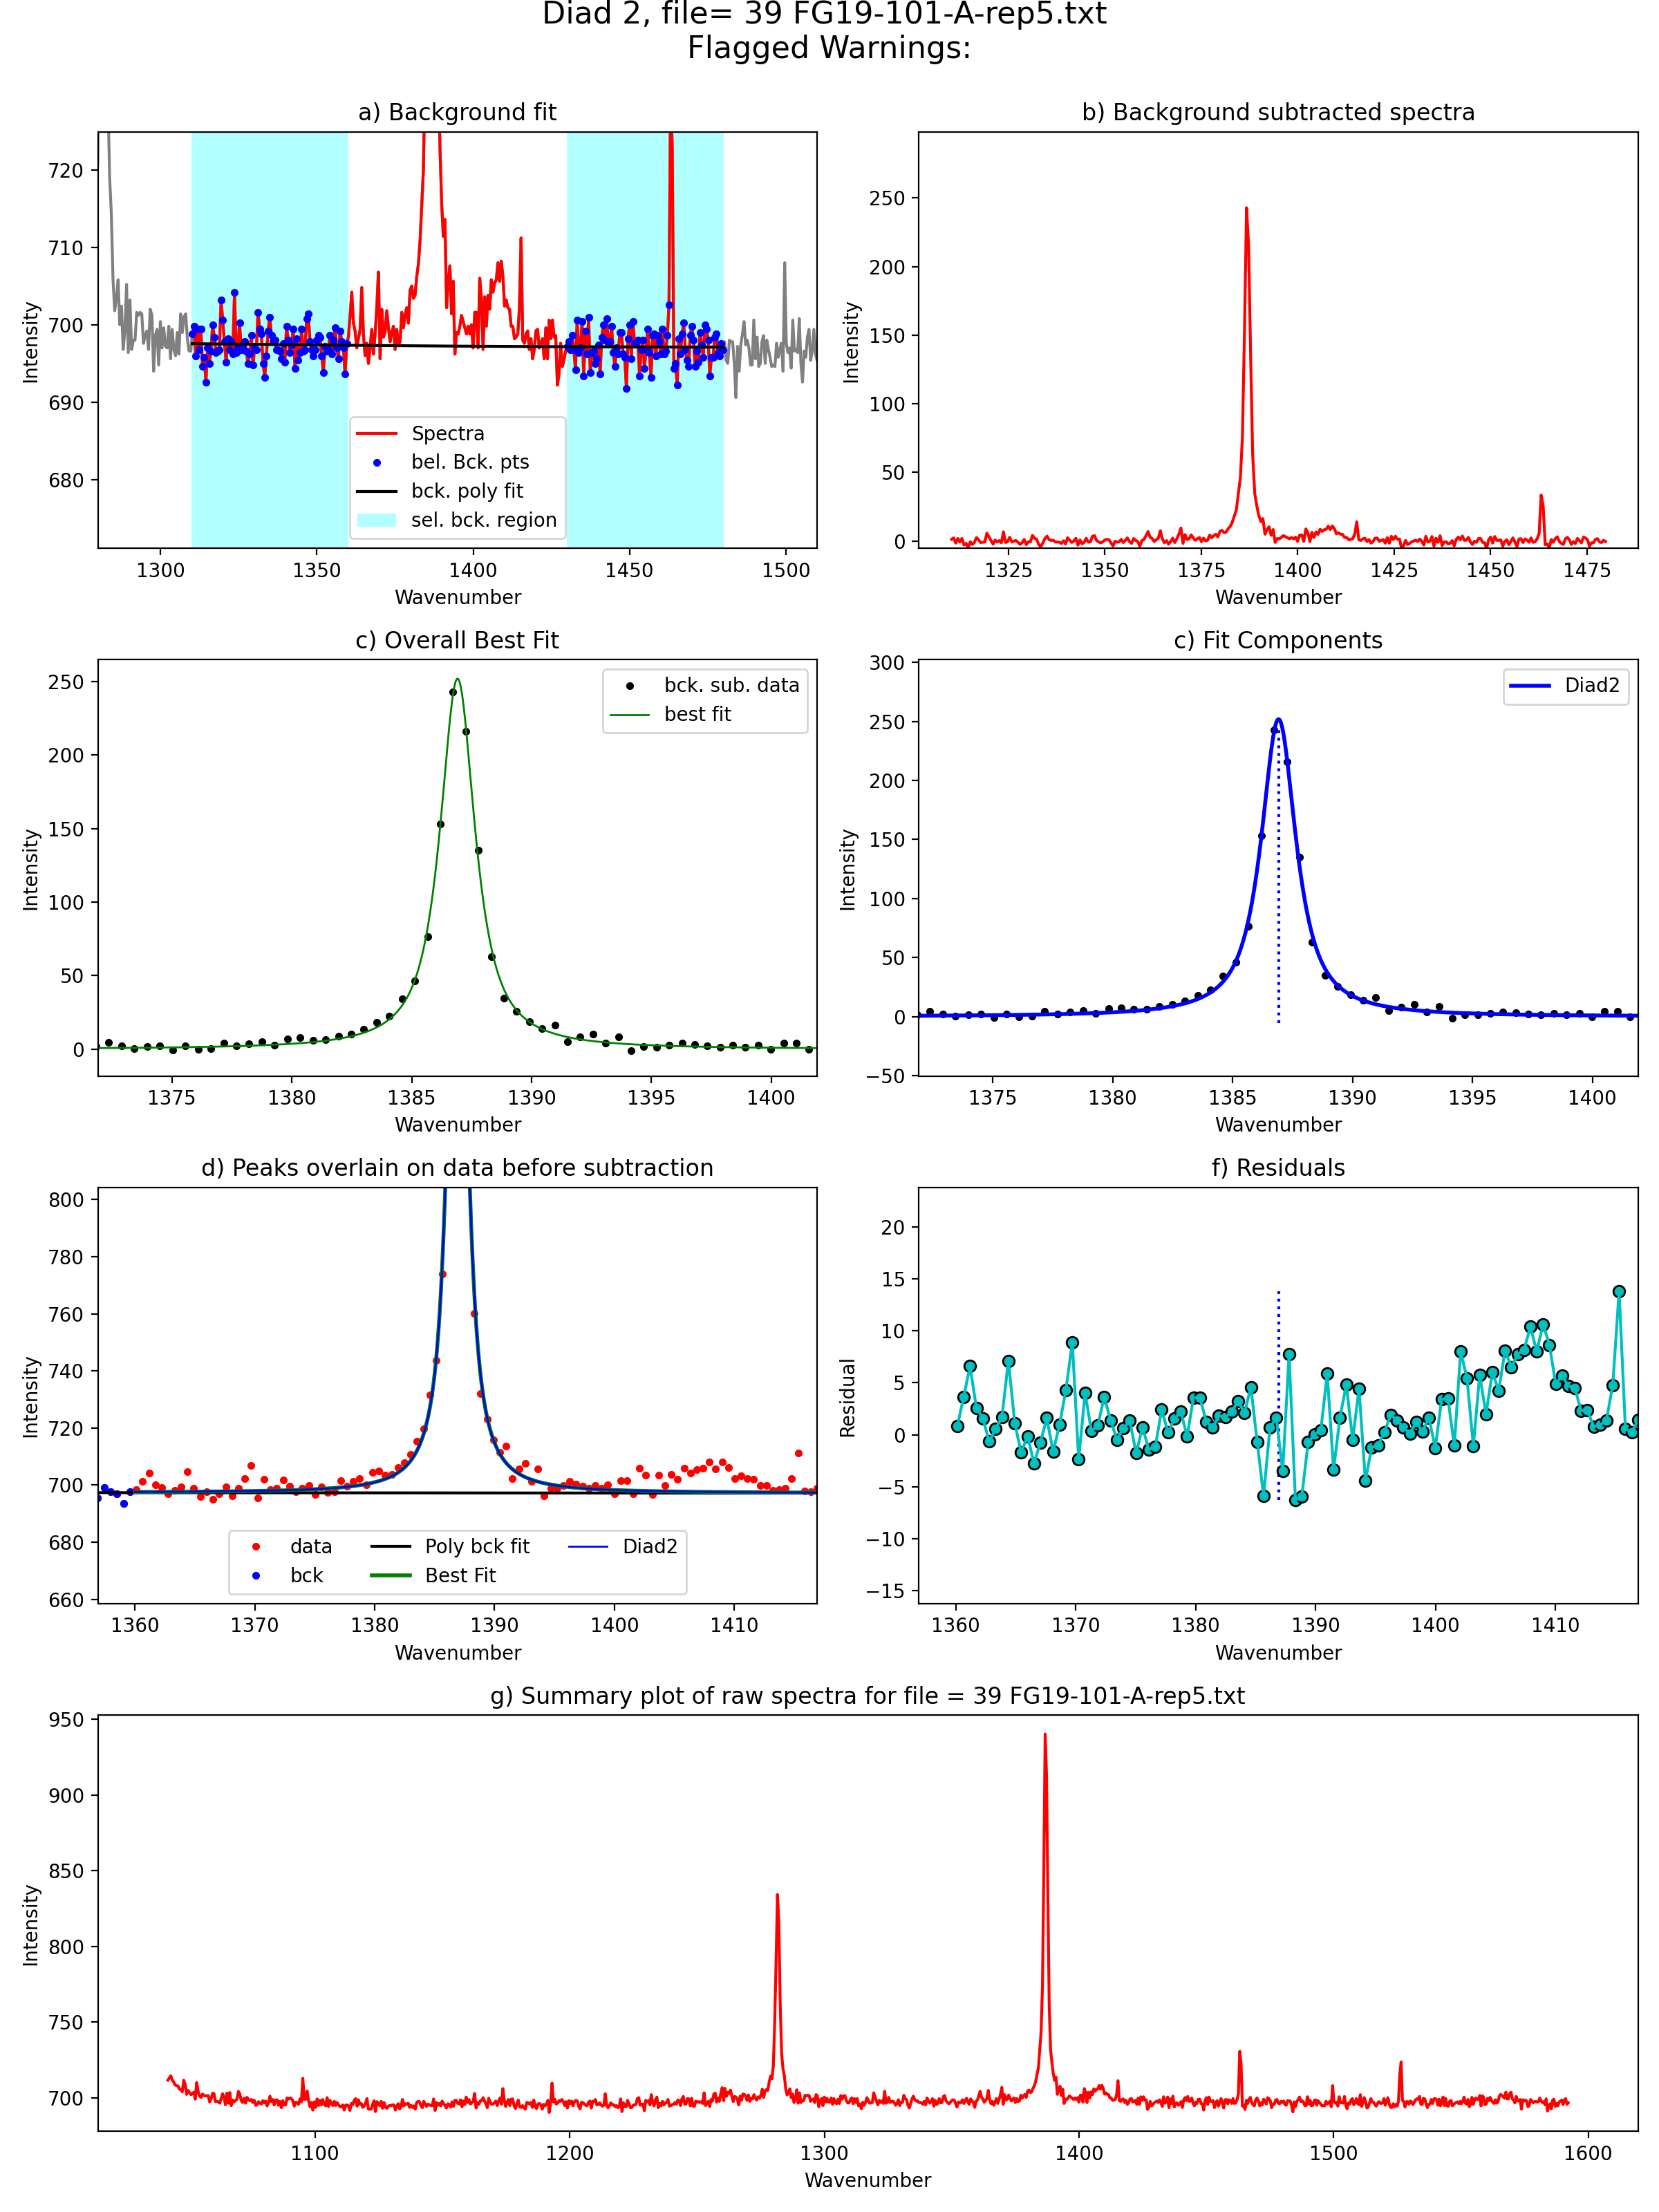 Diad 2, file= 39 FG19-101-A-rep5.txt
Flagged Warnings:
a) Background fit
720
710
700
690
680
Intensity
Spectra
bel. Bck. pts
bck. poly fit
sel. bck. region
1300 1350 1400 1450 1500
Wavenumber
b) Background subtracted spectra
250
200
150
100
50
0
Intensity
1325 1350 1375 1400 1425 1450 1475
Wavenumber
c) Overall Best Fit
250
200
150
100
50
0
Intensity
bck. sub. data
best fit
1375 1380 1385 1390 1395 1400
Wavenumber
c) Fit Components
300
250
200
150
100
50
0
−50
Intensity
Diad2
1375 1380 1385 1390 1395 1400
Wavenumber
d) Peaks overlain on data before subtraction
800
780
760
740
720
700
680
660
Intensity
data Poly bck fit Diad2
bck Best Fit
1360 1370 1380 1390 1400 1410
Wavenumber
f) Residuals
20
15
10
5
0
−5
−10
−15
Residual
1360 1370 1380 1390 1400 1410
Wavenumber
g) Summary plot of raw spectra for file = 39 FG19-101-A-rep5.txt
950
900
850
800
750
700
Intensity
1100 1200 1300 1400 1500 1600
Wavenumber